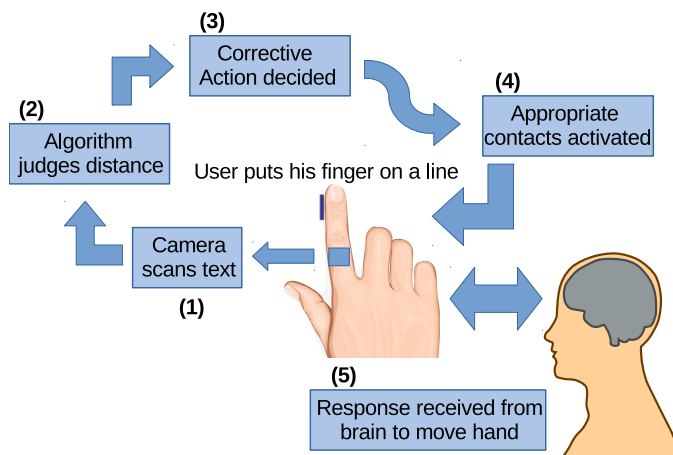 (3)
Corrective
Action decided
(4)
Appropriate
contacts activated
(2)
Algorithm
judges distance
User puts his finger on a line
Camera
scans text
(1)
(5)
Response received from
brain to move hand